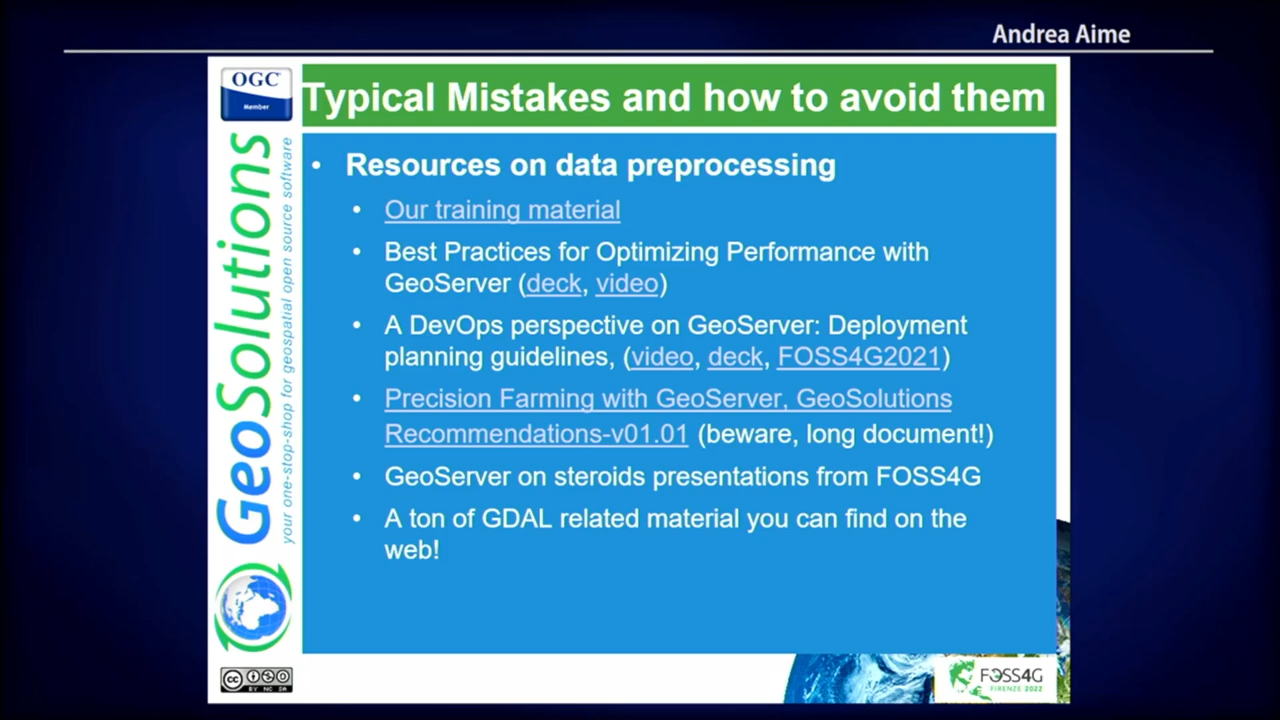 Andrea Aime
OGC
Member
Typical Mistakes and how to avoid them
GeoSolutions
your one-stop-shop for geospatial open source software
• Resources on data preprocessing
• Our training material
• Best Practices for Optimizing Performance with
GeoServer (deck, video)
• A DevOps perspective on GeoServer: Deployment
planning guidelines, (video, deck, FOSS4G2021)
• Precision Farming with GeoServer, GeoSolutions
Recommendations-v01.01 (beware, long document!)
• GeoServer on steroids presentations from FOSS4G
• A ton of GDAL related material you can find on the
web!
cc
BY NC SA
FOSS4G
FIRENZE 2022